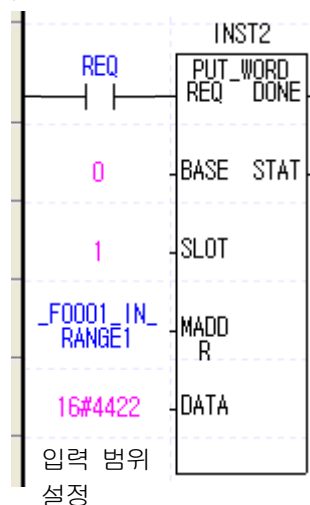 INST2
REQ
PUT_WORD
REQ DONE
0
BASE STAT
1
SLOT
_F0001_IN_
RANGE1
MADD
R
16#4422
DATA
입력 범위
설정